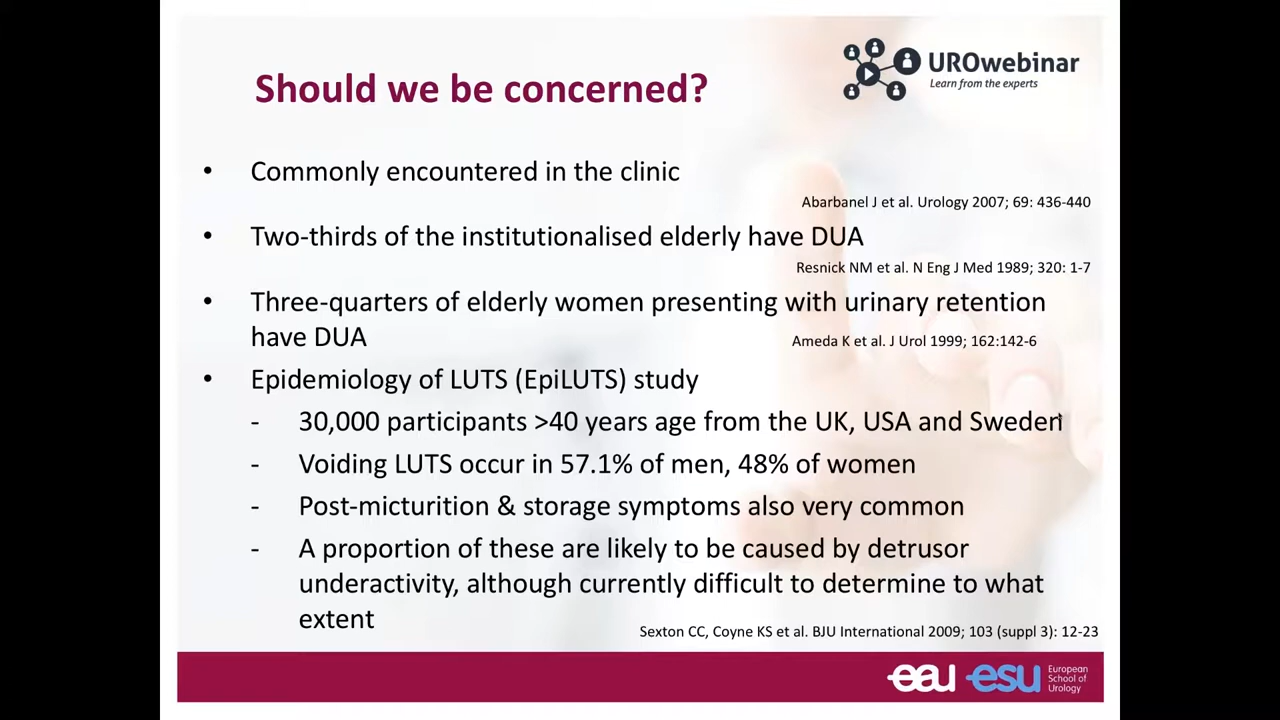 Should we be concerned?
UROwebinar
Learn from the experts
• Commonly encountered in the clinic
Abarbanel J et al. Urology 2007; 69: 436-440
• Two-thirds of the institutionalised elderly have DUA
Resnick NM et al. N Eng J Med 1989; 320: 1-7
• Three-quarters of elderly women presenting with urinary retention
have DUA
Ameda K et al. J Urol 1999; 162:142-6
• Epidemiology of LUTS (EpiLUTS) study
- 30,000 participants >40 years age from the UK, USA and Sweden
- Voiding LUTS occur in 57.1% of men, 48% of women
- Post-micturition & storage symptoms also very common
- A proportion of these are likely to be caused by detrusor
underactivity, although currently difficult to determine to what
extent
Sexton CC, Coyne KS et al. BJU International 2009; 103 (suppl 3): 12-23
eau esu
European
School of
Urology